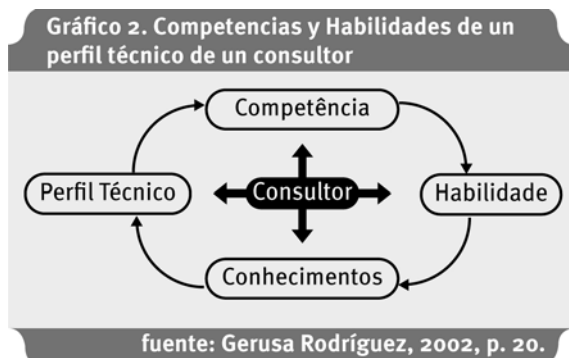 Gráfico 2. Competencias y Habilidades de un
perfil técnico de un consultor
Competência
Perfil Técnico
Consultor
Habilidade
Conhecimentos
fuente: Gerusa Rodríguez, 2002, p. 20.